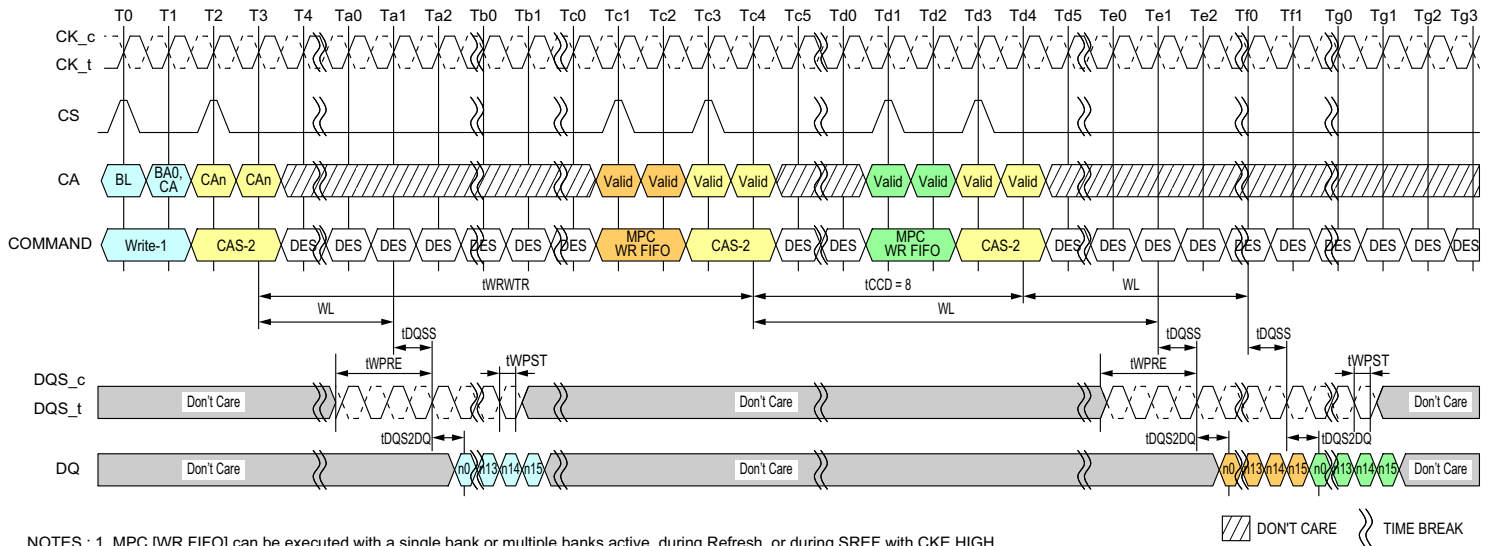 T0 T1 T2 T3 T4 Ta0 Ta1 Ta2 Tb0 Tb1 Tc0 Tc1 Tc2 Tc3 Tc4 Tc5 Td0 Td1 Td2 Td3 Td4 Td5 Te0 Te1 Te2 Tf0 Tf1 Tg0 Tg1 Tg2 Tg3
CK_c
CK_t
CS
CA BL BA0, CA CAn CAn Valid Valid Valid Valid Valid Valid Valid Valid
COMMAND Write-1 CAS-2 DES DES DES DES DES DES DES MPC WR FIFO CAS-2 DES DES MPC WR FIFO CAS-2 DES DES DES DES DES DES DES DES DES DES
tWRWTR tCCD = 8 WL
WL WL
tDQSS tDQSS tDQSS
tWPRE tWPST tWPRE tWPST
DQS_c
DQS_t Don't Care Don't Care Don't Care
tDQS2DQ tDQS2DQ tDQS2DQ
DQ Don't Care n0 n13 n14 n15 Don't Care n0 n13 n14 n15 n0 n13 n14 n15 Don't Care
DON'T CARE TIME BREAK
NOTES : 1. MPC [WR FIFO] can be executed with a single bank or multiple banks active, during Refresh, or during SREF with CKE HIGH.